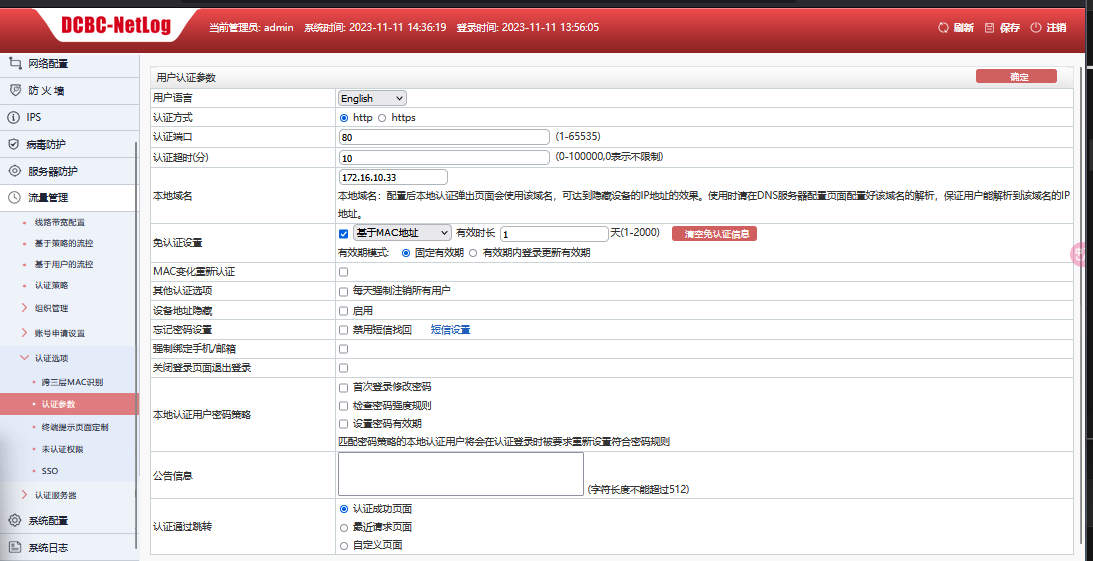 DCBC-NetLog
当前管理员: admin 系统时间: 2023-11-11 14:36:19 登录时间: 2023-11-11 13:56:05
刷新 保存 注销
网络配置
防 火 墙
IPS
病毒防护
服务器防护
流量管理
线路带宽配置
基于策略的流控
基于用户的流控
认证策略
组织管理
账号申请设置
认证选项
跨三层MAC识别
认证参数
终端提示页面定制
未认证权限
SSO
认证服务器
系统配置
系统日志
用户认证参数 确定
用户语言 English
认证方式 http https
认证端口 80 (1-65535)
认证超时(分) 10 (0-100000,0表示不限制)
本地域名 172.16.10.33
本地域名：配置后本地认证弹出页面会使用该域名，可达到隐藏设备的IP地址的效果。使用时请在DNS服务器配置页面配置好该域名的解析，保证用户能解析到该域名的IP
地址。
免认证设置 基于MAC地址 有效时长 1 天(1-2000) 清空免认证信息
有效期模式: 固定有效期 有效期内登录更新有效期
MAC变化重新认证
其他认证选项 每天强制注销所有用户
设备地址隐藏 启用
忘记密码设置 禁用短信找回 短信设置
强制绑定手机/邮箱
关闭登录页面退出登录
本地认证用户密码策略 首次登录修改密码
检查密码强度规则
设置密码有效期
匹配密码策略的本地认证用户将会在认证登录时被要求重新设置符合密码规则
公告信息 (字符长度不能超过512)
认证通过跳转 认证成功页面
最近请求页面
自定义页面